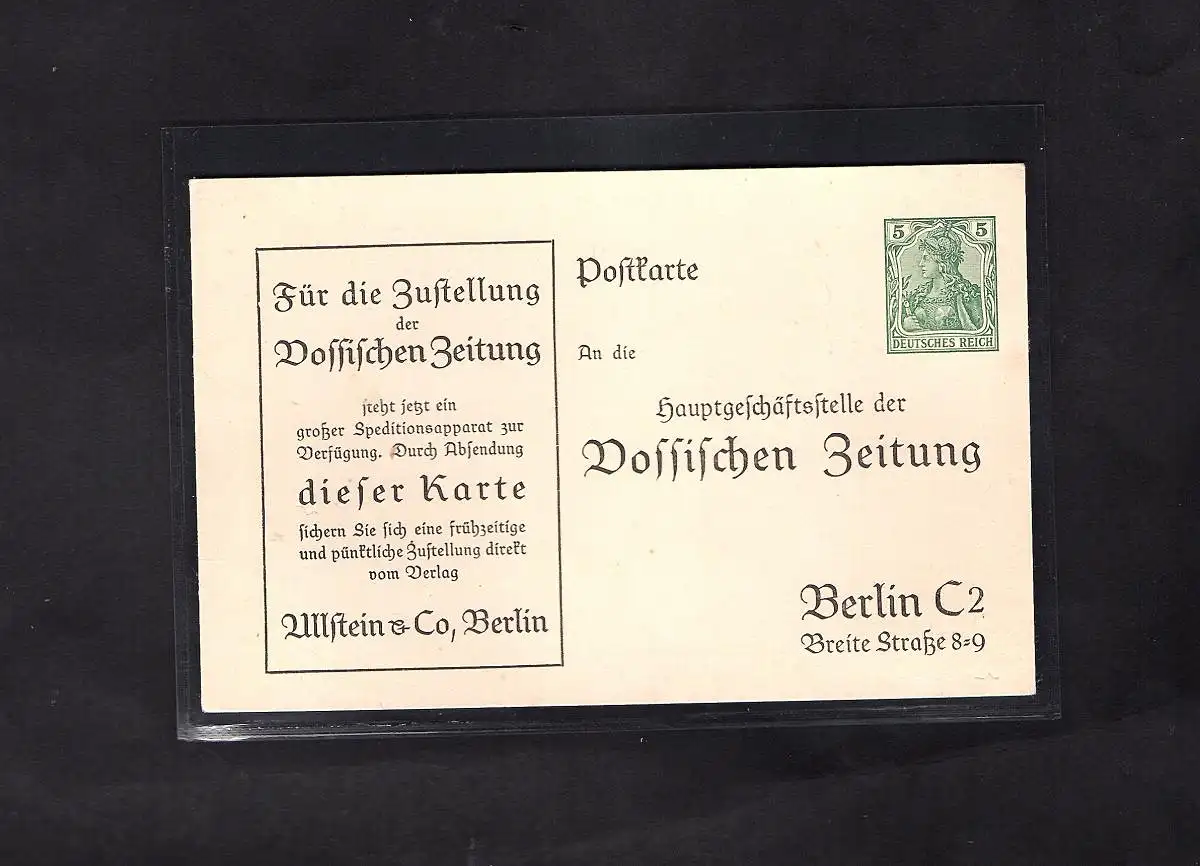 Für die Zustellung
der
Vossischen Zeitung
steht jetzt ein
großer Speditionsapparat zur
Verfügung. Durch Absendung
dieser Karte
sichern Sie sich eine frühzeitige
und pünktliche Zustellung direkt
vom Verlag
Ullstein & Co, Berlin
Postkarte
5 5
DEUTSCHES REICH
An die
Hauptgeschäftsstelle der
Vossischen Zeitung
Berlin C2
Breite Straße 8-9